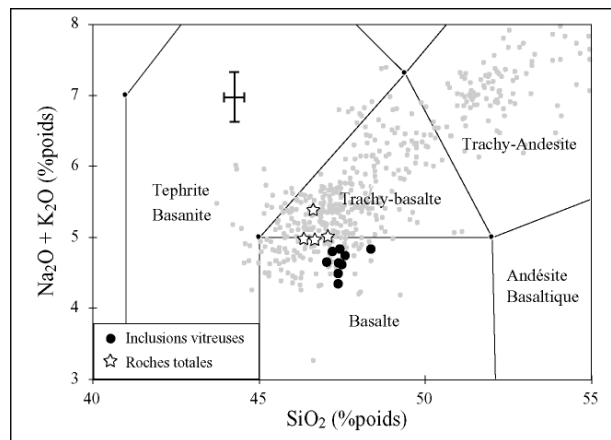 8
7
6
5
4
3
Na₂O + K₂O (%poids)
Tephrite
Basanite
Trachy-basalte
Trachy-Andesite
Basalte
Andésite
Basaltique
Inclusions vitreuses
Roches totales
40
45
50
55
SiO₂ (%poids)